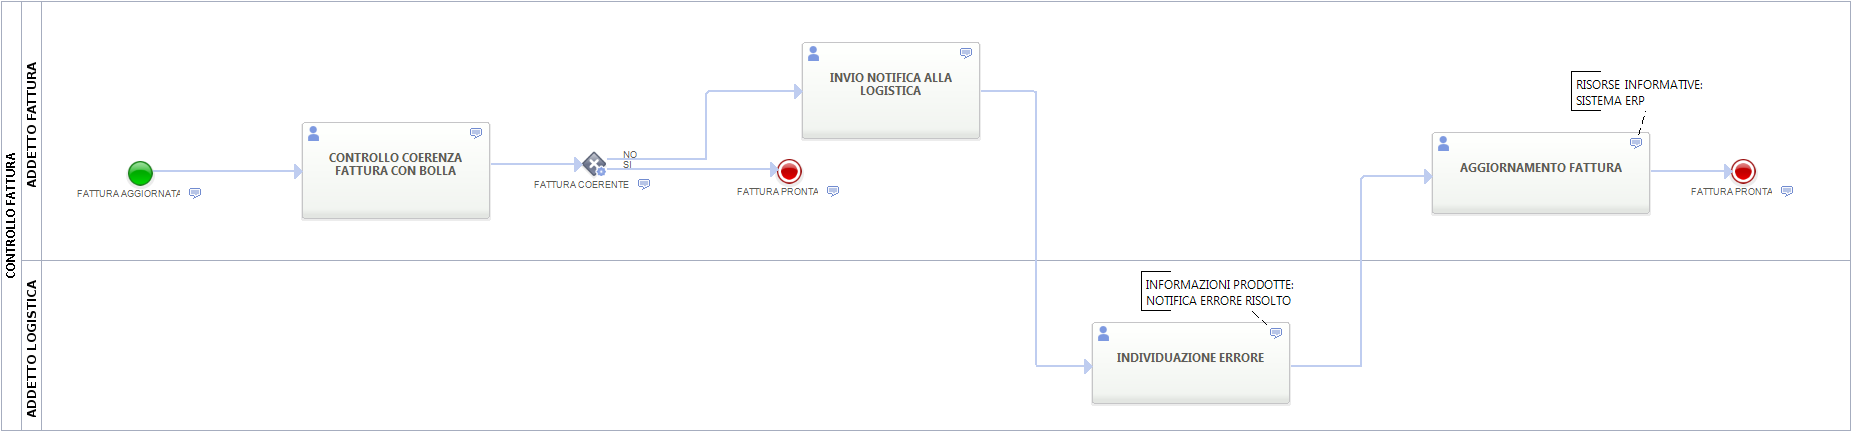 CONTROLLO FATTURA
ADDETTO FATTURA
FATTURA AGGIORNATA
CONTROLLO COERENZA
FATTURA CON BOLLA
FATTURA COERENTE
NO
SI
INVIO NOTIFICA ALLA
LOGISTICA
FATTURA PRONTA
RISORSE INFORMATIVE:
SISTEMA ERP
AGGIORNAMENTO FATTURA
FATTURA PRONTA
ADDETTO LOGISTICA
INFORMAZIONI PRODOTTE:
NOTIFICA ERRORE RISOLTO
INDIVIDUAZIONE ERRORE